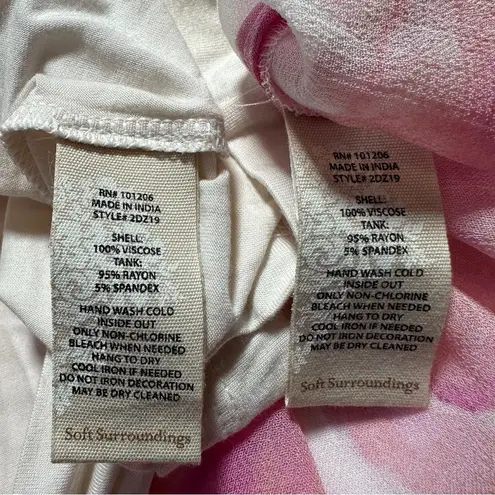 RN# 101206
MADE IN INDIA
STYLE# 2DZ19
SHELL:
100% VISCOSE
TANK:
95% RAYON
5% SPANDEX
HAND WASH COLD
INSIDE OUT
ONLY NON-CHLORINE
BLEACH WHEN NEEDED
HANG TO DRY
COOL IRON IF NEEDED
DO NOT IRON DECORATION
MAY BE DRY CLEANED
Soft Surroundings
RN# 101206
MADE IN INDIA
STYLE# 2DZ19
SHELL:
100% VISCOSE
TANK:
95% RAYON
5% SPANDEX
HAND WASH COLD
INSIDE OUT
ONLY NON-CHLORINE
BLEACH WHEN NEEDED
HANG TO DRY
COOL IRON IF NEEDED
DO NOT IRON DECORATION
MAY BE DRY CLEANED
Soft Surroundings